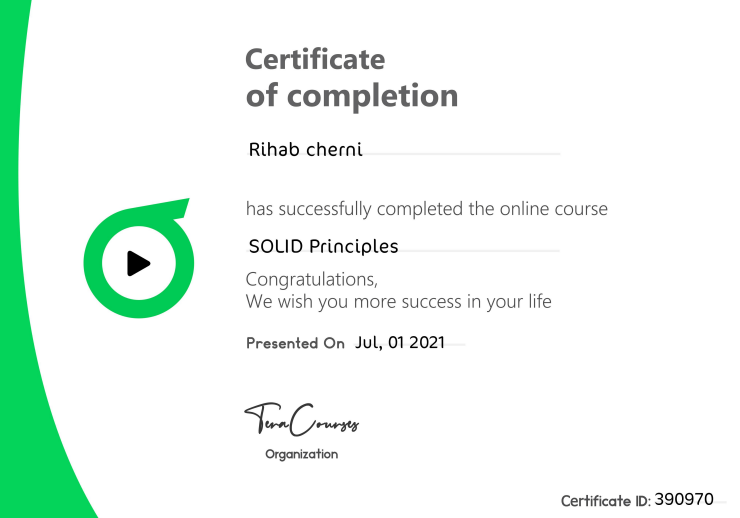 Certificate
of completion
Rihab cherni
has successfully completed the online course
SOLID Principles
Congratulations,
We wish you more success in your life
Presented On Jul, 01 2021
TeraCourses
Organization
Certificate ID: 390970